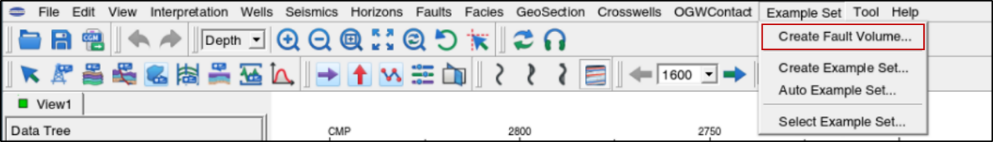 File Edit View Interpretation Wells Seismics Horizons Faults Facies GeoSection Crosswells OGWContact Example Set Tool Help
Create Fault Volume...
Depth
Create Example Set...
1600
Auto Example Set...
View1
Select Example Set...
Data Tree
CMP 2800 2750